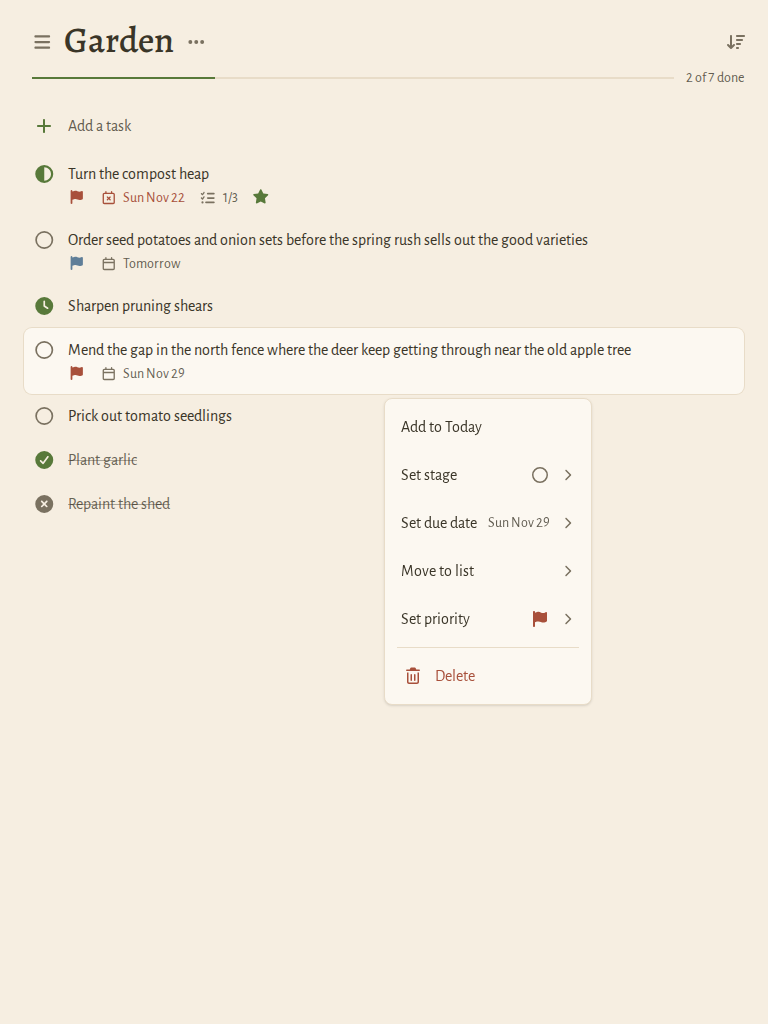 Garden
2 of 7 done
Add a task
Turn the compost heap
Sun Nov 22 1/3
Order seed potatoes and onion sets before the spring rush sells out the good varieties
Tomorrow
Sharpen pruning shears
Mend the gap in the north fence where the deer keep getting through near the old apple tree
Sun Nov 29
Prick out tomato seedlings
Plant garlic
Repaint the shed
Add to Today
Set stage
Set due date Sun Nov 29
Move to list
Set priority
Delete